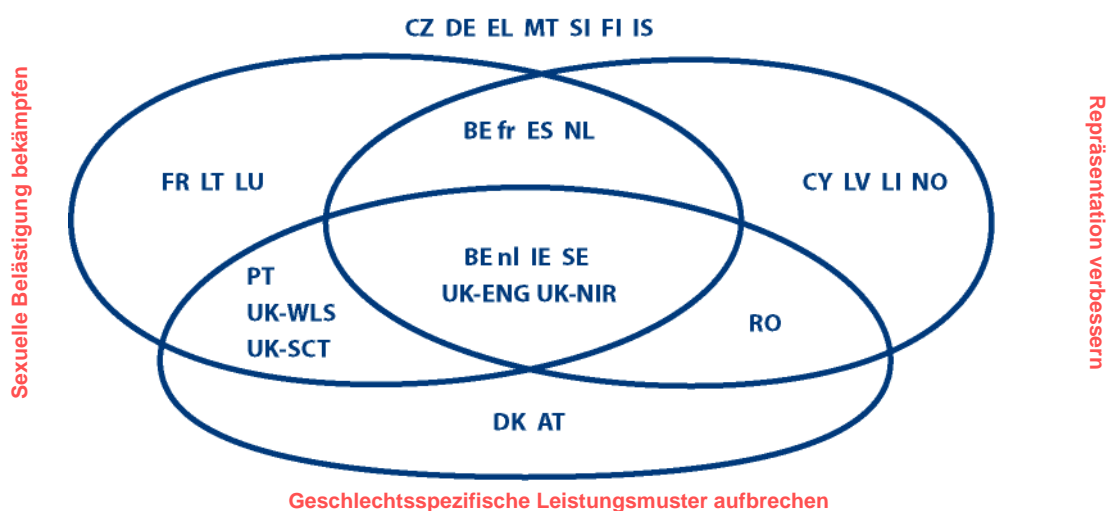 CZ DE EL MT SI FI IS
Sexuelle Belästigung bekämpfen
Repräsentation verbessern
BE fr ES NL
FR LT LU
CY LV LI NO
BE nl IE SE
UK-ENG UK-NIR
PT
UK-WLS
UK-SCT
RO
DK AT
Geschlechtsspezifische Leistungsmuster aufbrechen